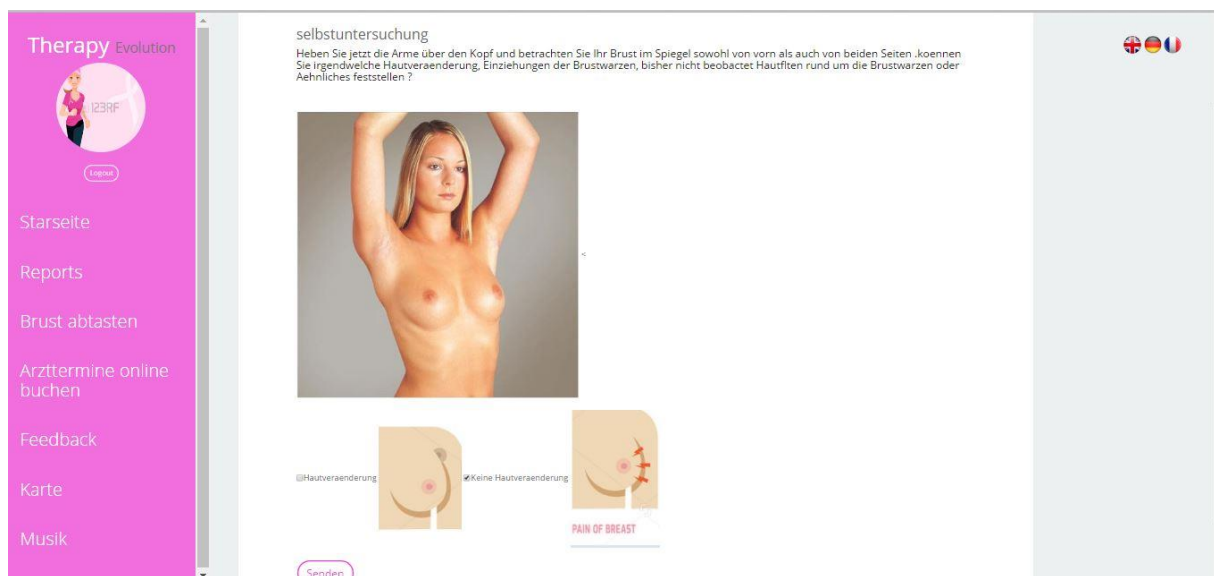 Therapy Evolution
123RF
Logout
Starseite
Reports
Brust abtasten
Arzttermine online
buchen
Feedback
Karte
Musik
selbstuntersuchung
Heben Sie jetzt die Arme über den Kopf und betrachten Sie Ihr Brust im Spiegel sowohl von vorn als auch von beiden Seiten .koennen
Sie irgendwelche Hautveraenderung, Einziehungen der Brustwarzen, bisher nicht beobactet Hautflten rund um die Brustwarzen oder
Aehnliches feststellen ?
<
Hautveraenderung
Keine Hautveraenderung
PAIN OF BREAST
Senden